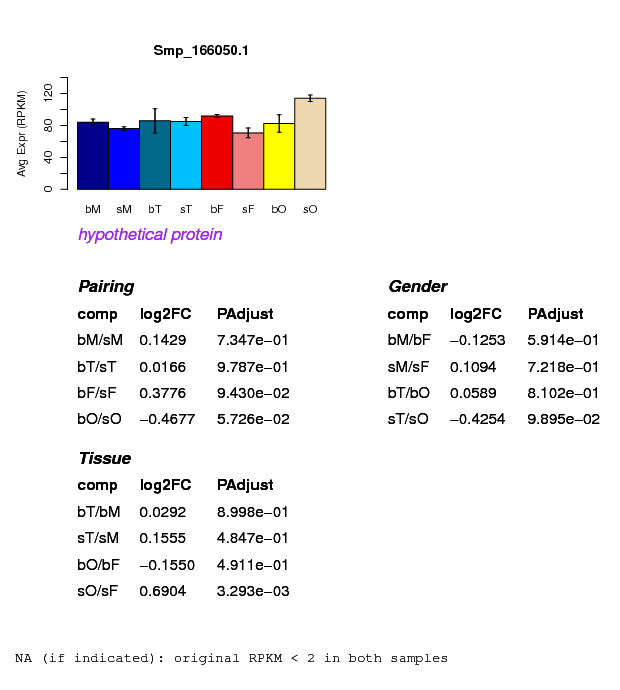 Smp_166050.1
Avg Expr (RPKM)
120
80
40
0
bM sM bT sT bF sF bO sO
hypothetical protein
Pairing
comp log2FC PAdjust
bM/sM 0.1429 7.347e−01
bT/sT 0.0166 9.787e−01
bF/sF 0.3776 9.430e−02
bO/sO −0.4677 5.726e−02
Gender
comp log2FC PAdjust
bM/bF −0.1253 5.914e−01
sM/sF 0.1094 7.218e−01
bT/bO 0.0589 8.102e−01
sT/sO −0.4254 9.895e−02
Tissue
comp log2FC PAdjust
bT/bM 0.0292 8.998e−01
sT/sM 0.1555 4.847e−01
bO/bF −0.1550 4.911e−01
sO/sF 0.6904 3.293e−03
NA (if indicated): original RPKM < 2 in both samples